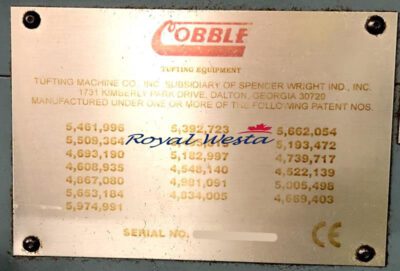 COBBLE
TUFTING EQUIPMENT
TUFTING MACHINE CO., INC. SUBSIDIARY OF SPENCER WRIGHT IND., INC.
1731 KIMBERLY PARK DRIVE, DALTON, GEORGIA 30720
MANUFACTURED UNDER ONE OR MORE OF THE FOLLOWING PATENT NOS.
5,461,996 5,392,723 5,662,054
5,509,364 5,193,472
Royal Westa
4,693,190 5,182,997 4,739,717
4,608,935 4,548,140 4,522,139
4,867,080 4,981,091 5,005,498
5,653,184 4,834,005 4,669,403
5,974,991
SERIAL NO. CE